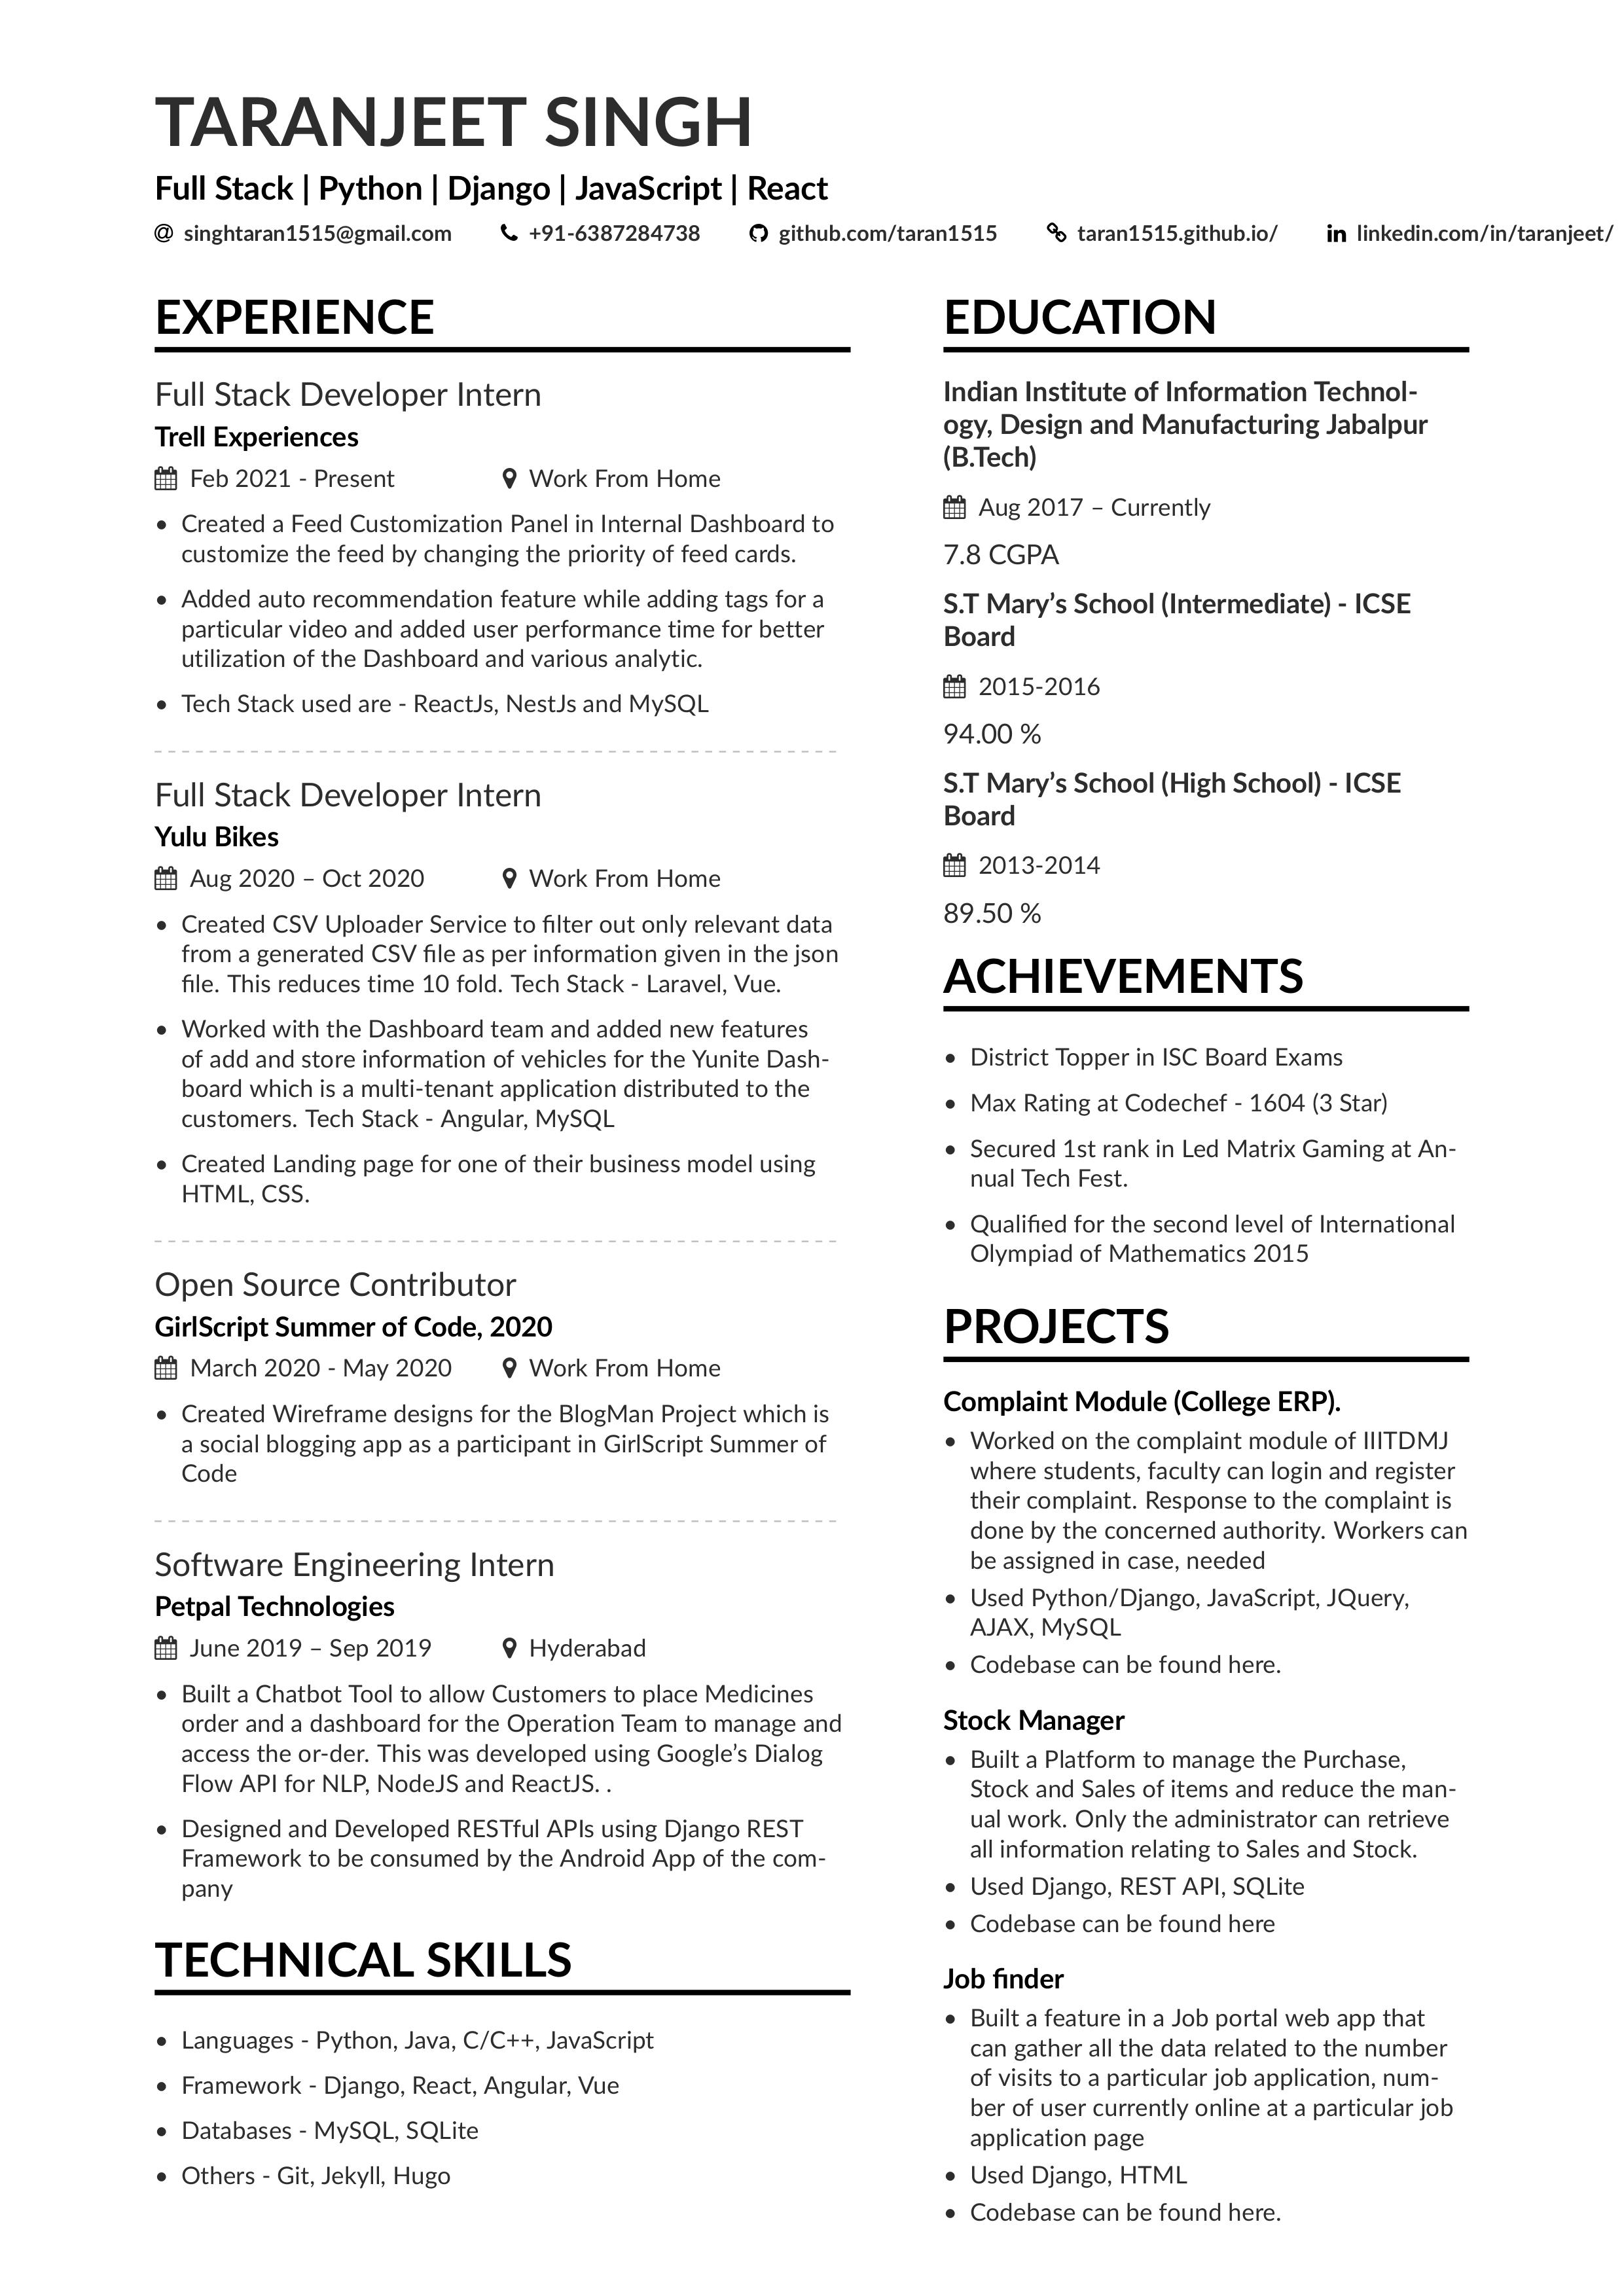 TARANJEET SINGH
Full Stack | Python | Django | JavaScript | React
singhtaran1515@gmail.com +91-6387284738 github.com/taran1515 taran1515.github.io/ linkedin.com/in/taranjeet/
EXPERIENCE
Full Stack Developer Intern
Trell Experiences
Feb 2021 - Present Work From Home
• Created a Feed Customization Panel in Internal Dashboard to
customize the feed by changing the priority of feed cards.
• Added auto recommendation feature while adding tags for a
particular video and added user performance time for better
utilization of the Dashboard and various analytic.
• Tech Stack used are - ReactJs, NestJs and MySQL
Full Stack Developer Intern
Yulu Bikes
Aug 2020 – Oct 2020 Work From Home
• Created CSV Uploader Service to filter out only relevant data
from a generated CSV file as per information given in the json
file. This reduces time 10 fold. Tech Stack - Laravel, Vue.
• Worked with the Dashboard team and added new features
of add and store information of vehicles for the Yunite Dash-
board which is a multi-tenant application distributed to the
customers. Tech Stack - Angular, MySQL
• Created Landing page for one of their business model using
HTML, CSS.
Open Source Contributor
GirlScript Summer of Code, 2020
March 2020 - May 2020 Work From Home
• Created Wireframe designs for the BlogMan Project which is
a social blogging app as a participant in GirlScript Summer of
Code
Software Engineering Intern
Petpal Technologies
June 2019 – Sep 2019 Hyderabad
• Built a Chatbot Tool to allow Customers to place Medicines
order and a dashboard for the Operation Team to manage and
access the or-der. This was developed using Google’s Dialog
Flow API for NLP, NodeJS and ReactJS. .
• Designed and Developed RESTful APIs using Django REST
Framework to be consumed by the Android App of the com-
pany
TECHNICAL SKILLS
• Languages - Python, Java, C/C++, JavaScript
• Framework - Django, React, Angular, Vue
• Databases - MySQL, SQLite
• Others - Git, Jekyll, Hugo
EDUCATION
Indian Institute of Information Technol-
ogy, Design and Manufacturing Jabalpur
(B.Tech)
Aug 2017 – Currently
7.8 CGPA
S.T Mary’s School (Intermediate) - ICSE
Board
2015-2016
94.00 %
S.T Mary’s School (High School) - ICSE
Board
2013-2014
89.50 %
ACHIEVEMENTS
• District Topper in ISC Board Exams
• Max Rating at Codechef - 1604 (3 Star)
• Secured 1st rank in Led Matrix Gaming at An-
nual Tech Fest.
• Qualified for the second level of International
Olympiad of Mathematics 2015
PROJECTS
Complaint Module (College ERP).
• Worked on the complaint module of IIITDMJ
where students, faculty can login and register
their complaint. Response to the complaint is
done by the concerned authority. Workers can
be assigned in case, needed
• Used Python/Django, JavaScript, JQuery,
AJAX, MySQL
• Codebase can be found here.
Stock Manager
• Built a Platform to manage the Purchase,
Stock and Sales of items and reduce the man-
ual work. Only the administrator can retrieve
all information relating to Sales and Stock.
• Used Django, REST API, SQLite
• Codebase can be found here
Job finder
• Built a feature in a Job portal web app that
can gather all the data related to the number
of visits to a particular job application, num-
ber of user currently online at a particular job
application page
• Used Django, HTML
• Codebase can be found here.